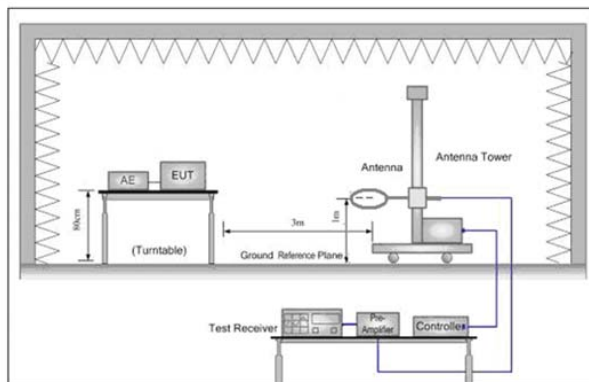 Antenna
Antenna Tower
AE
EUT
80cm
3m
1m
(Turntable)
Ground Reference Plane
Test Receiver
Pre-
Amplifier
Controller